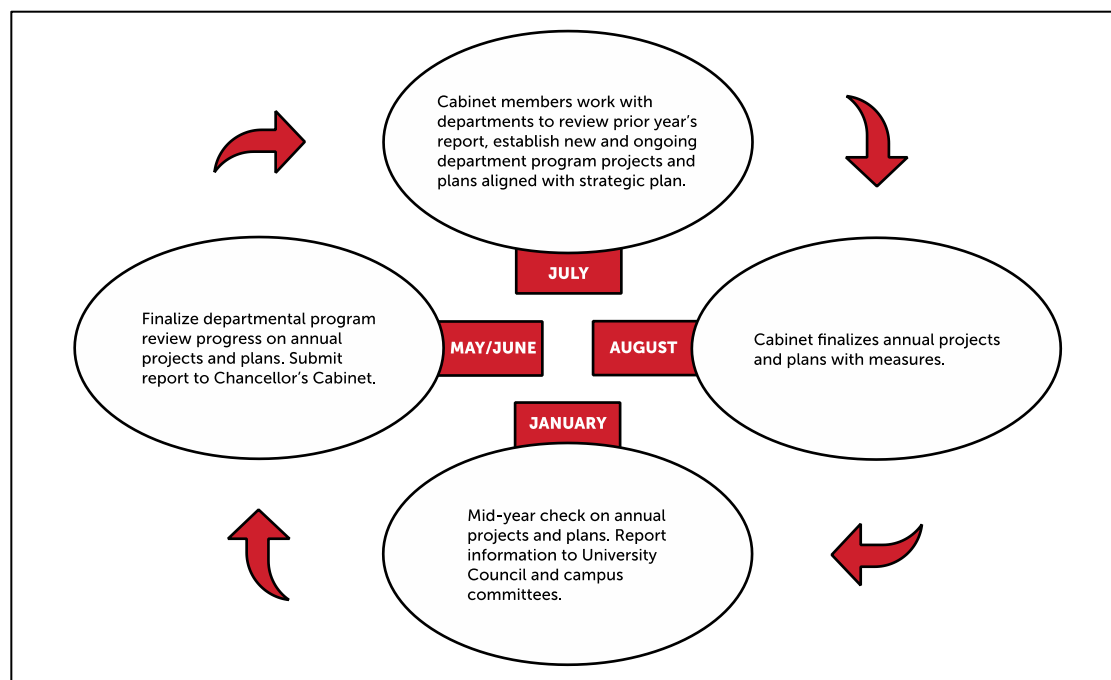 Cabinet members work with
departments to review prior year’s
report, establish new and ongoing
department program projects and
plans aligned with strategic plan.
JULY
Finalize departmental program
review progress on annual
projects and plans. Submit
report to Chancellor’s Cabinet.
MAY/JUNE
AUGUST
Cabinet finalizes annual projects
and plans with measures.
JANUARY
Mid-year check on annual
projects and plans. Report
information to University
Council and campus
committees.